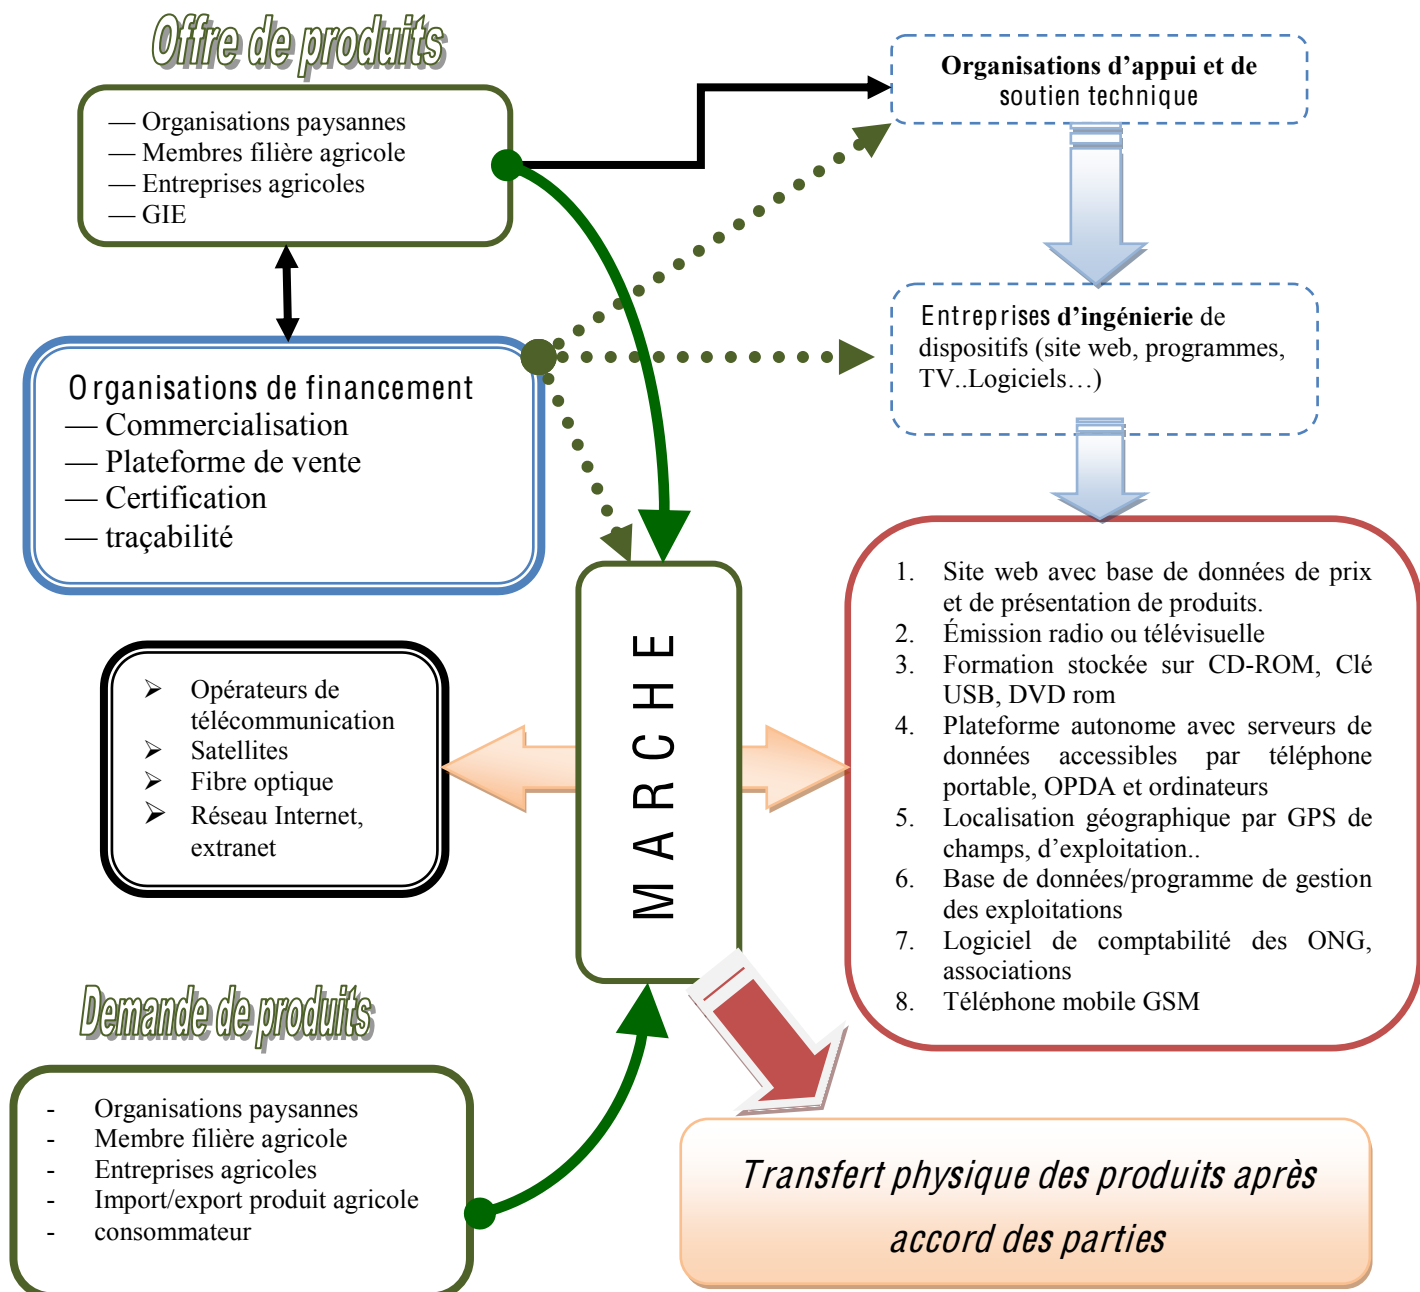 Offre de produits
— Organisations paysannes
— Membres filière agricole
— Entreprises agricoles
— GIE
Organisations d’appui et de
soutien technique
Entreprises d’ingénierie de
dispositifs (site web, programmes,
TV..Logiciels…)
Organisations de financement
— Commercialisation
— Plateforme de vente
— Certification
— traçabilité
➢ Opérateurs de
télécommunication
➢ Satellites
➢ Fibre optique
➢ Réseau Internet,
extranet
MARCHE
1. Site web avec base de données de prix
et de présentation de produits.
2. Émission radio ou télévisuelle
3. Formation stockée sur CD-ROM, Clé
USB, DVD rom
4. Plateforme autonome avec serveurs de
données accessibles par téléphone
portable, OPDA et ordinateurs
5. Localisation géographique par GPS de
champs, d’exploitation..
6. Base de données/programme de gestion
des exploitations
7. Logiciel de comptabilité des ONG,
associations
8. Téléphone mobile GSM
Demande de produits
- Organisations paysannes
- Membre filière agricole
- Entreprises agricoles
- Import/export produit agricole
- consommateur
Transfert physique des produits après
accord des parties